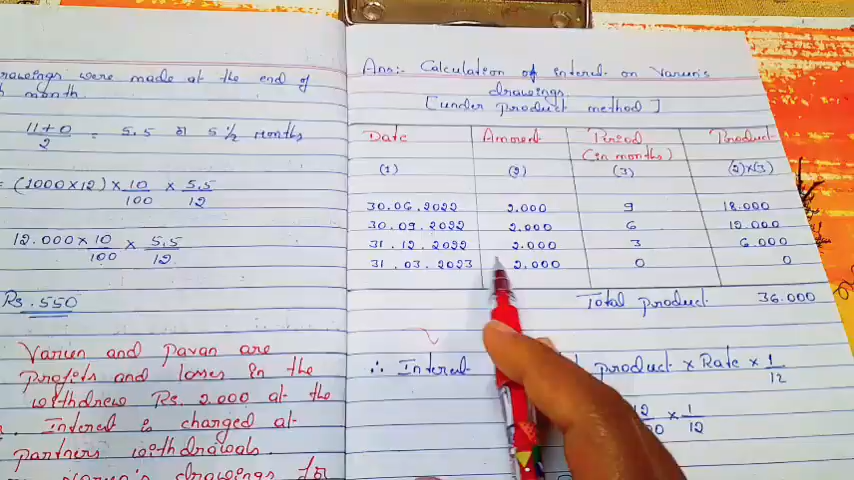 drawings were made at the end of
month.
11+0/2 = 5.5 or 5 1/2 months
= (1000×12) × 10/100 × 5.5/12
12.000 × 10/100 × 5.5/12
Rs. 550
Varun and Pavan are
Profits and losses in the
withdrew Rs. 2.000 at the
Interest is charged at
partners withdrawals.
Varun's drawings for
Ans:- Calculation of interest on Varun's
drawings.
[under product method]
Date Amount Period Product
(in months)
(1) (2) (3) (2)×(3)
30.06.2022 2.000 9 18.000
30.09.2022 2.000 6 12.000
31.12.2022 2.000 3 6.000
31.03.2023 2.000 0 0
Total product 36.000
∴ Interest product × Rate × 1/12
× 1/12